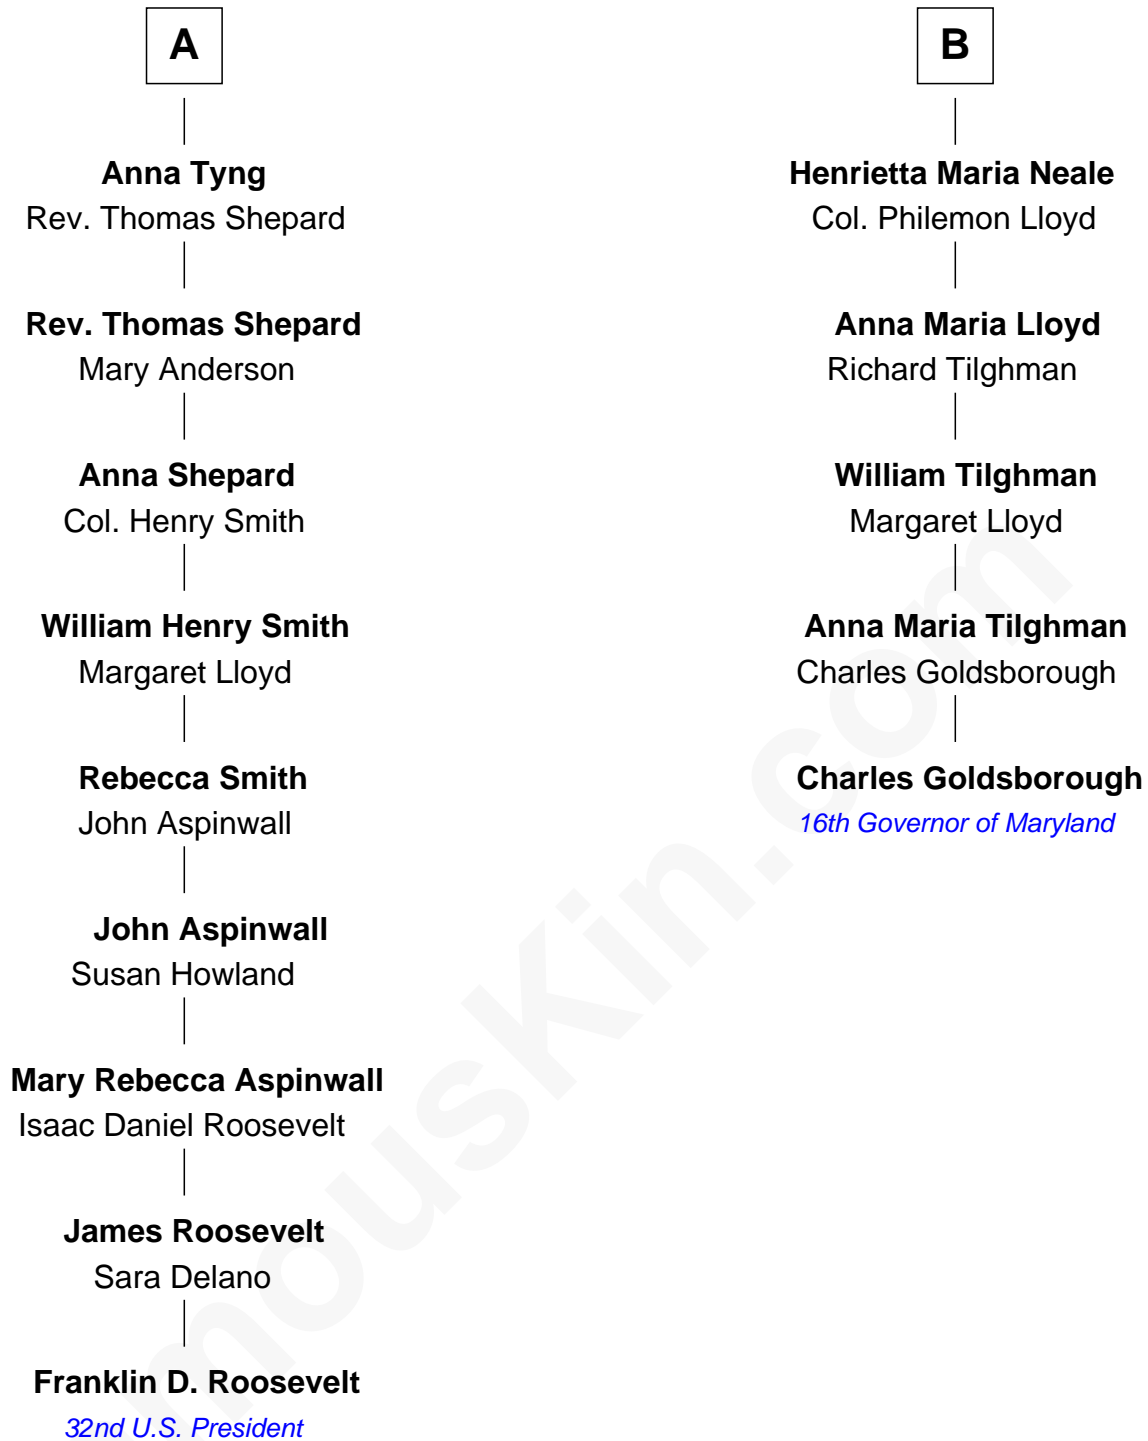 A
Anna Tyng
Rev. Thomas Shepard
Rev. Thomas Shepard
Mary Anderson
Anna Shepard
Col. Henry Smith
William Henry Smith
Margaret Lloyd
Rebecca Smith
John Aspinwall
John Aspinwall
Susan Howland
Mary Rebecca Aspinwall
Isaac Daniel Roosevelt
James Roosevelt
Sara Delano
Franklin D. Roosevelt
32nd U.S. President
B
Henrietta Maria Neale
Col. Philemon Lloyd
Anna Maria Lloyd
Richard Tilghman
William Tilghman
Margaret Lloyd
Anna Maria Tilghman
Charles Goldsborough
Charles Goldsborough
16th Governor of Maryland
mouskin.com